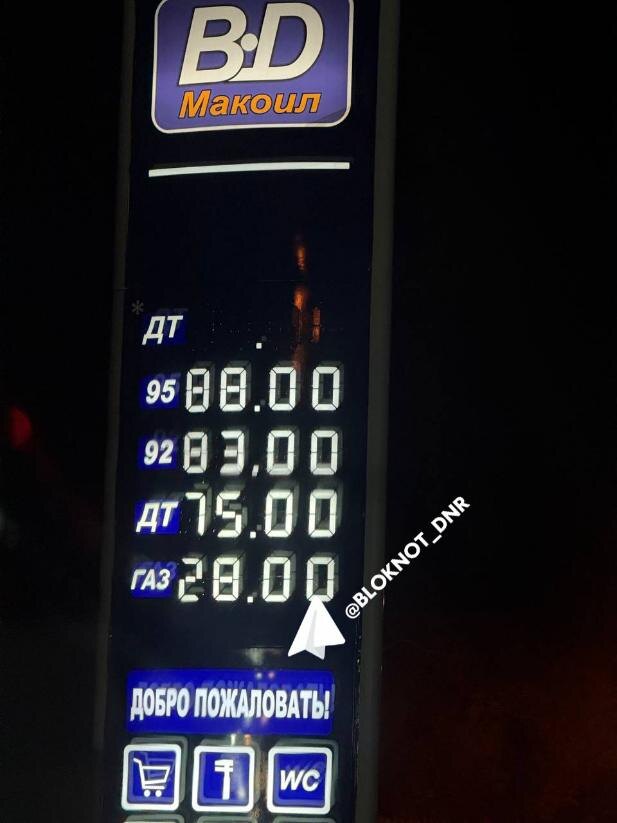 B:D
Макоил
* ДТ .
95 88.00
92 83.00
ДТ 75.00
ГАЗ 28.00
@BLOKNOT_DNR
ДОБРО ПОЖАЛОВАТЬ!
WC